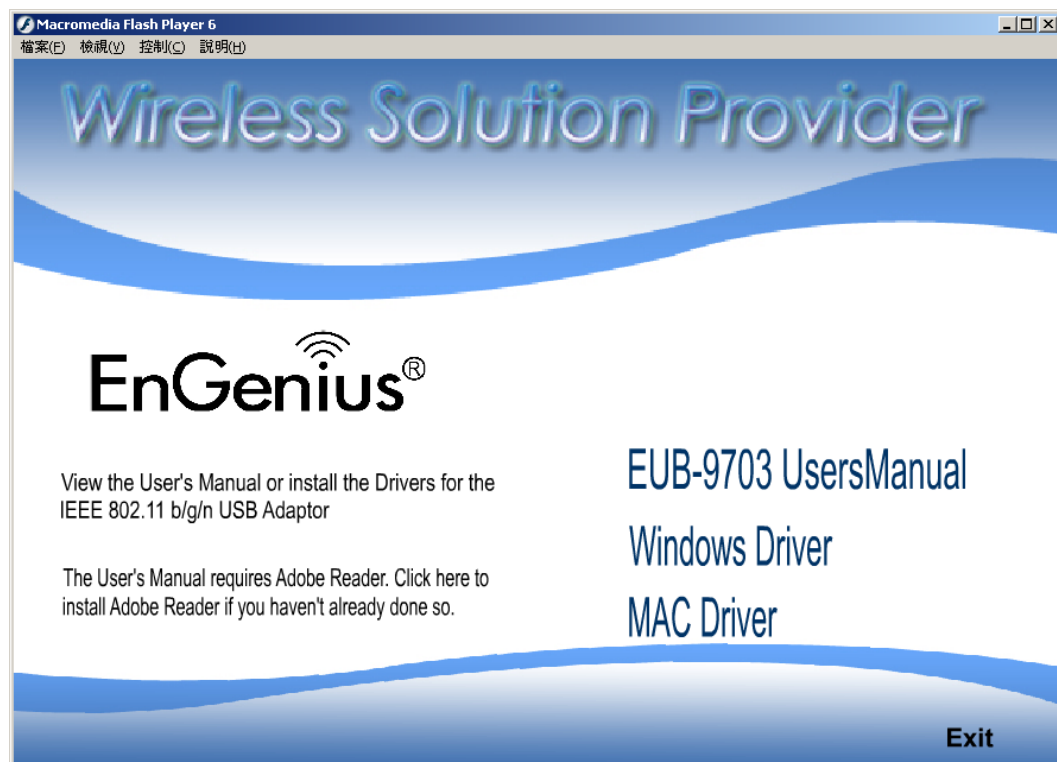 Macromedia Flash Player 6
檔案(F) 檢視(V) 控制(C) 說明(H)
Wireless Solution Provider
EnGenius®
View the User's Manual or install the Drivers for the
IEEE 802.11 b/g/n USB Adaptor
The User's Manual requires Adobe Reader. Click here to
install Adobe Reader if you haven't already done so.
EUB-9703 UsersManual
Windows Driver
MAC Driver
Exit